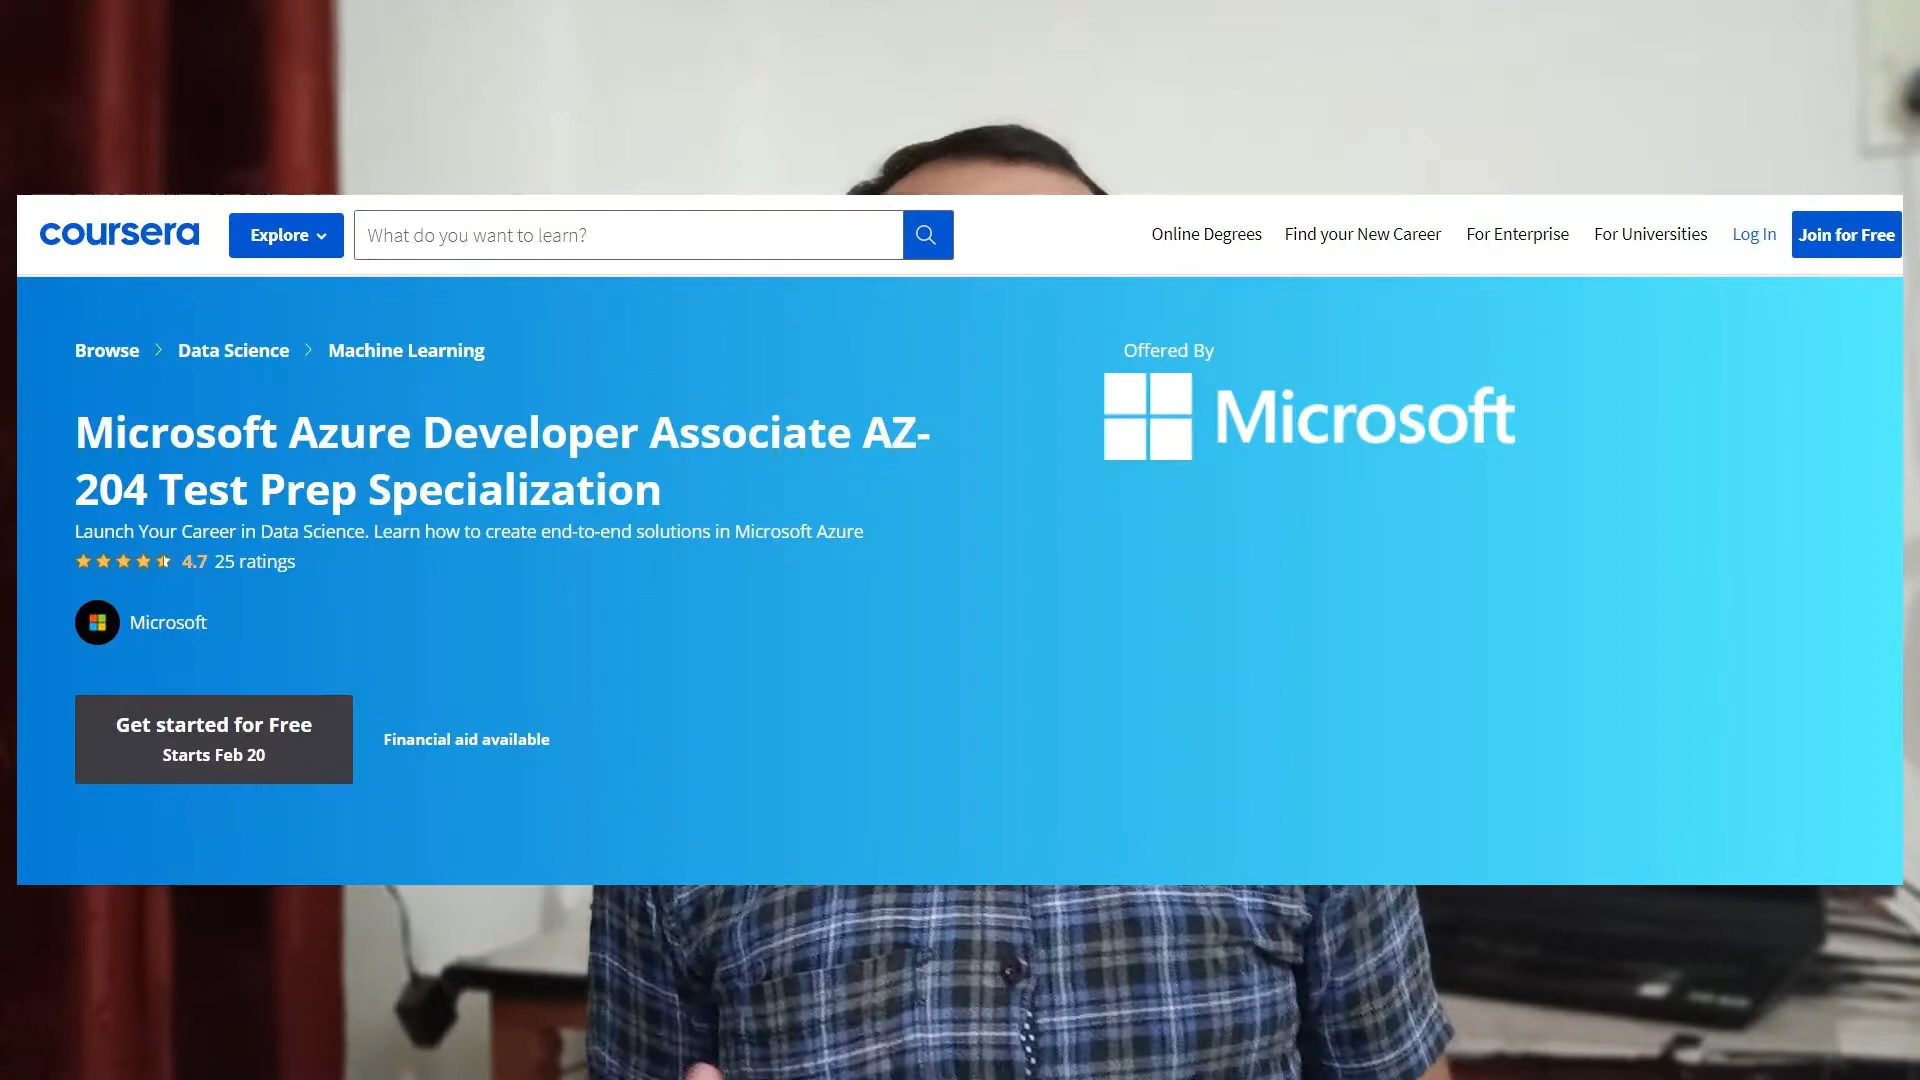 coursera Explore What do you want to learn? Online Degrees Find your New Career For Enterprise For Universities Log In Join for Free
Browse Data Science Machine Learning
Offered By
Microsoft
Microsoft Azure Developer Associate AZ-
204 Test Prep Specialization
Launch Your Career in Data Science. Learn how to create end-to-end solutions in Microsoft Azure
4.7 25 ratings
Microsoft
Get started for Free
Starts Feb 20
Financial aid available